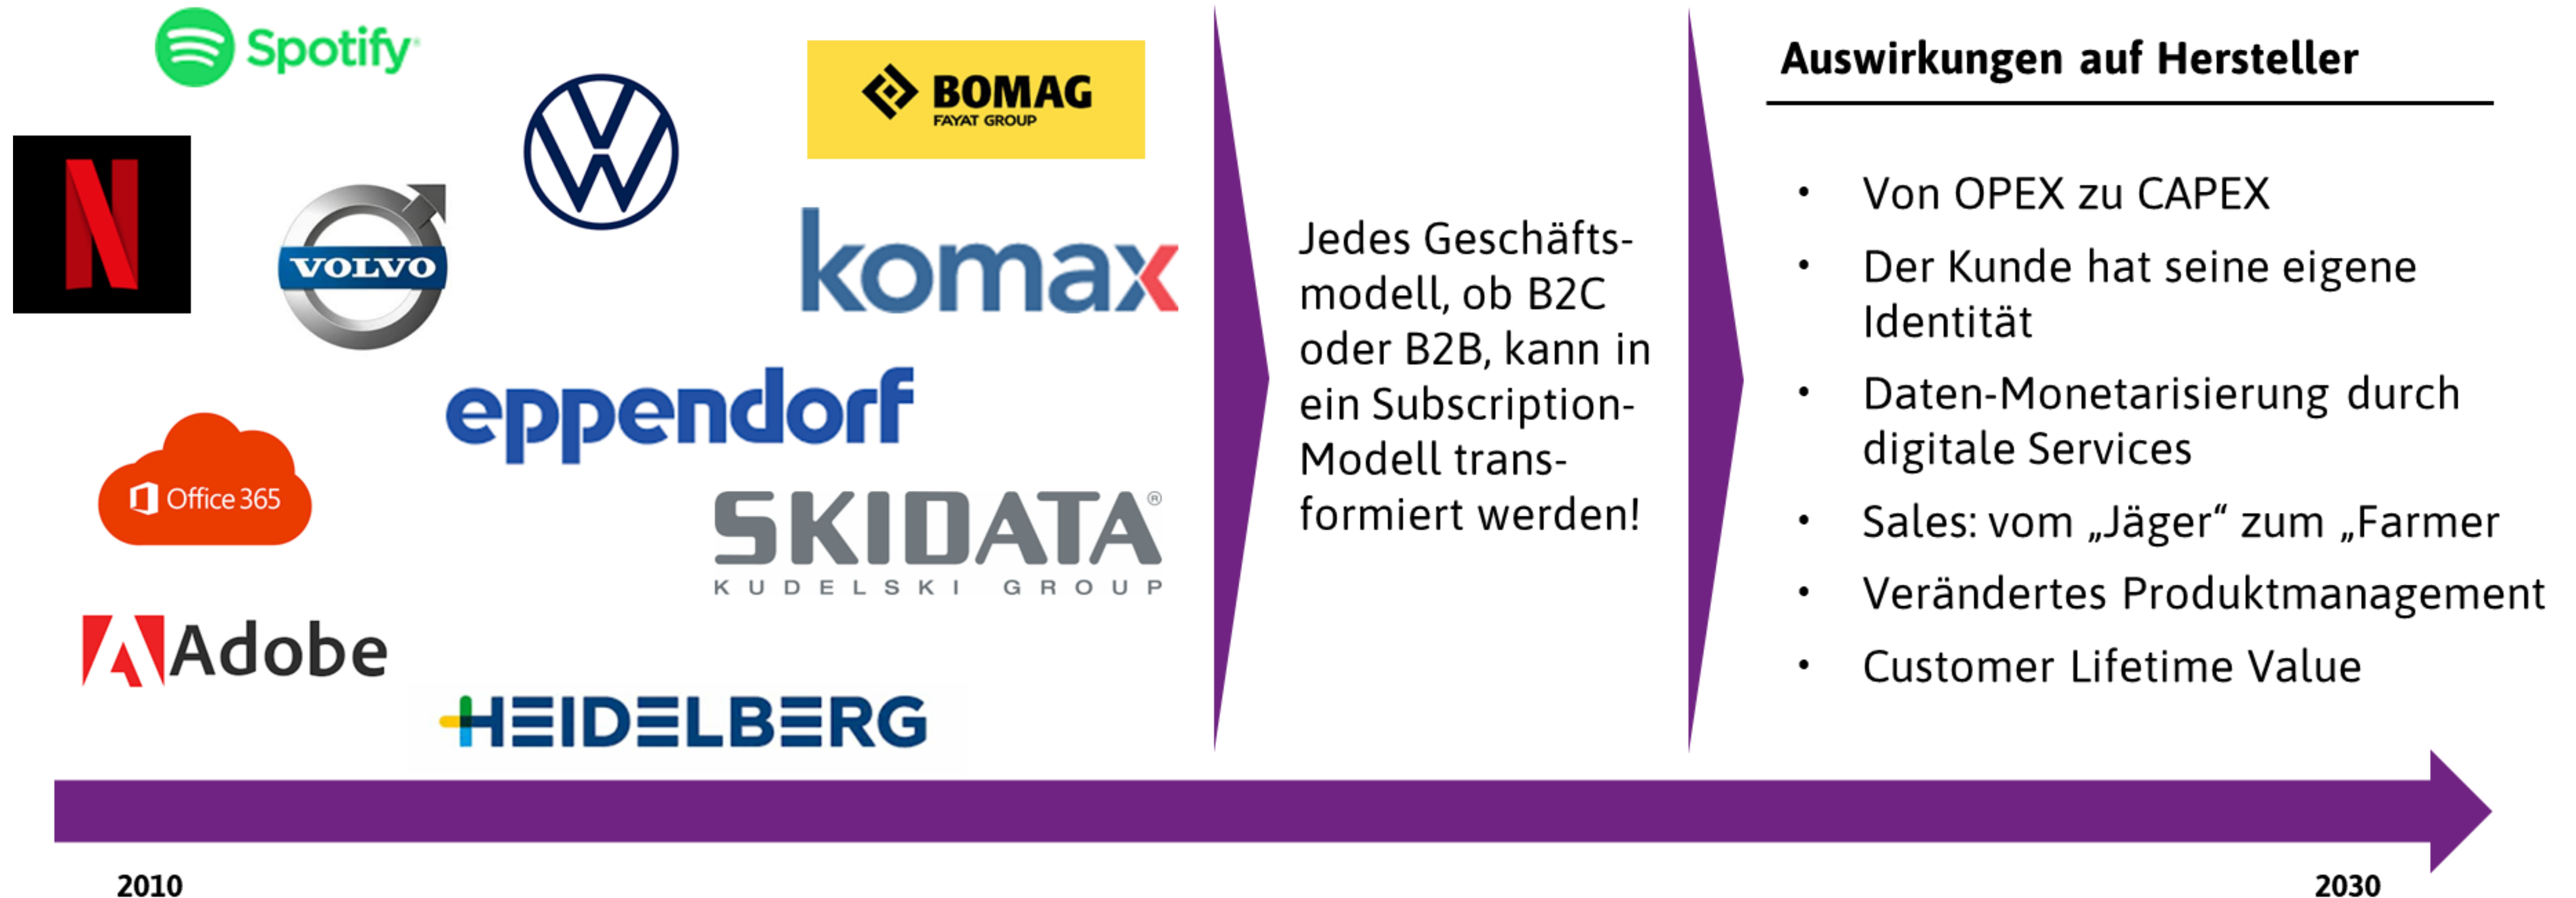 Spotify®
N
VOLVO
BOMAG
FAYAT GROUP
komax
eppendorf
Office 365
SKIDATA®
KUDELSKI GROUP
Adobe
HEIDELBERG
Jedes Geschäfts-
modell, ob B2C
oder B2B, kann in
ein Subscription-
Modell trans-
formiert werden!
Auswirkungen auf Hersteller
• Von OPEX zu CAPEX
• Der Kunde hat seine eigene
Identität
• Daten-Monetarisierung durch
digitale Services
• Sales: vom „Jäger“ zum „Farmer
• Verändertes Produktmanagement
• Customer Lifetime Value
2010
2030